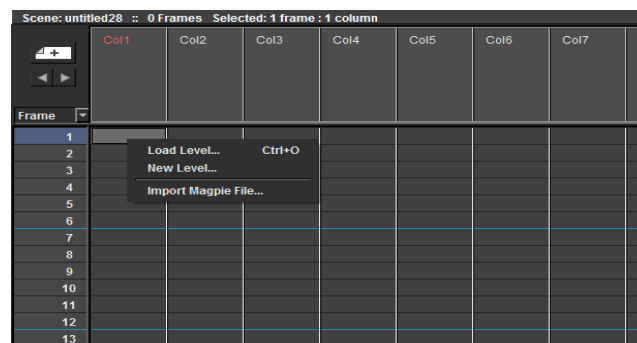 Scene: untitled28 :: 0 Frames Selected: 1 frame : 1 column
Col1 Col2 Col3 Col4 Col5 Col6 Col7
+
Frame
1
2
3
4
5
6
7
8
9
10
11
12
13
Load Level... Ctrl+O
New Level...
Import Magpie File...